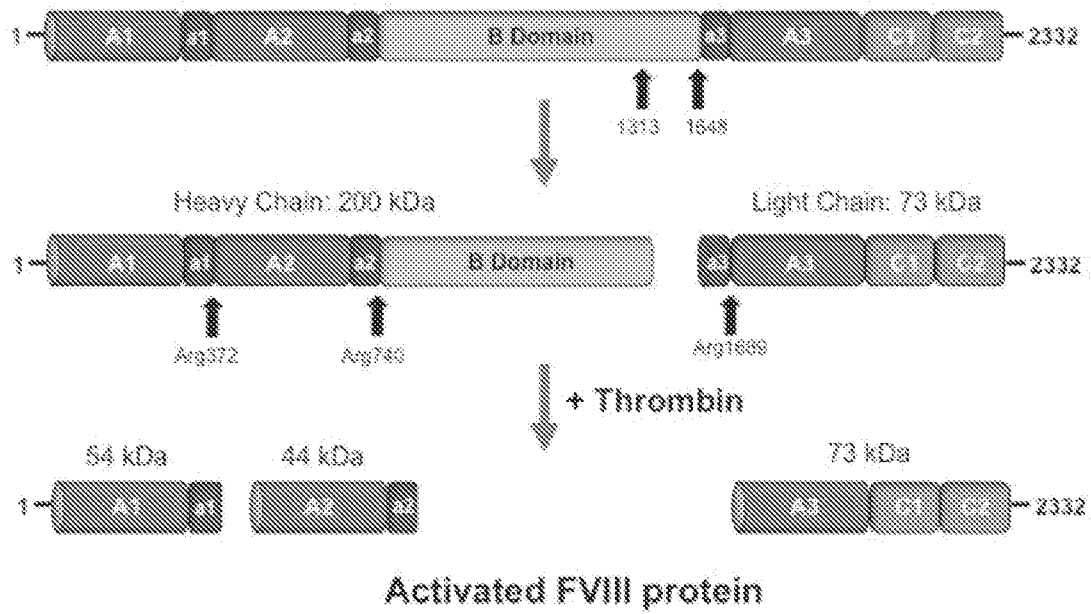 1 A1 a1 A2 a2 B Domain a3 A3 C1 C2 2332
1313 1648
Heavy Chain: 200 kDa Light Chain: 73 kDa
1 A1 a1 A2 a2 B Domain a3 A3 C1 C2 2332
Arg372 Arg740 Arg1689
+ Thrombin
54 kDa 44 kDa 73 kDa
1 A1 a1 A2 a2 A3 C1 C2 2332
Activated FVIII protein